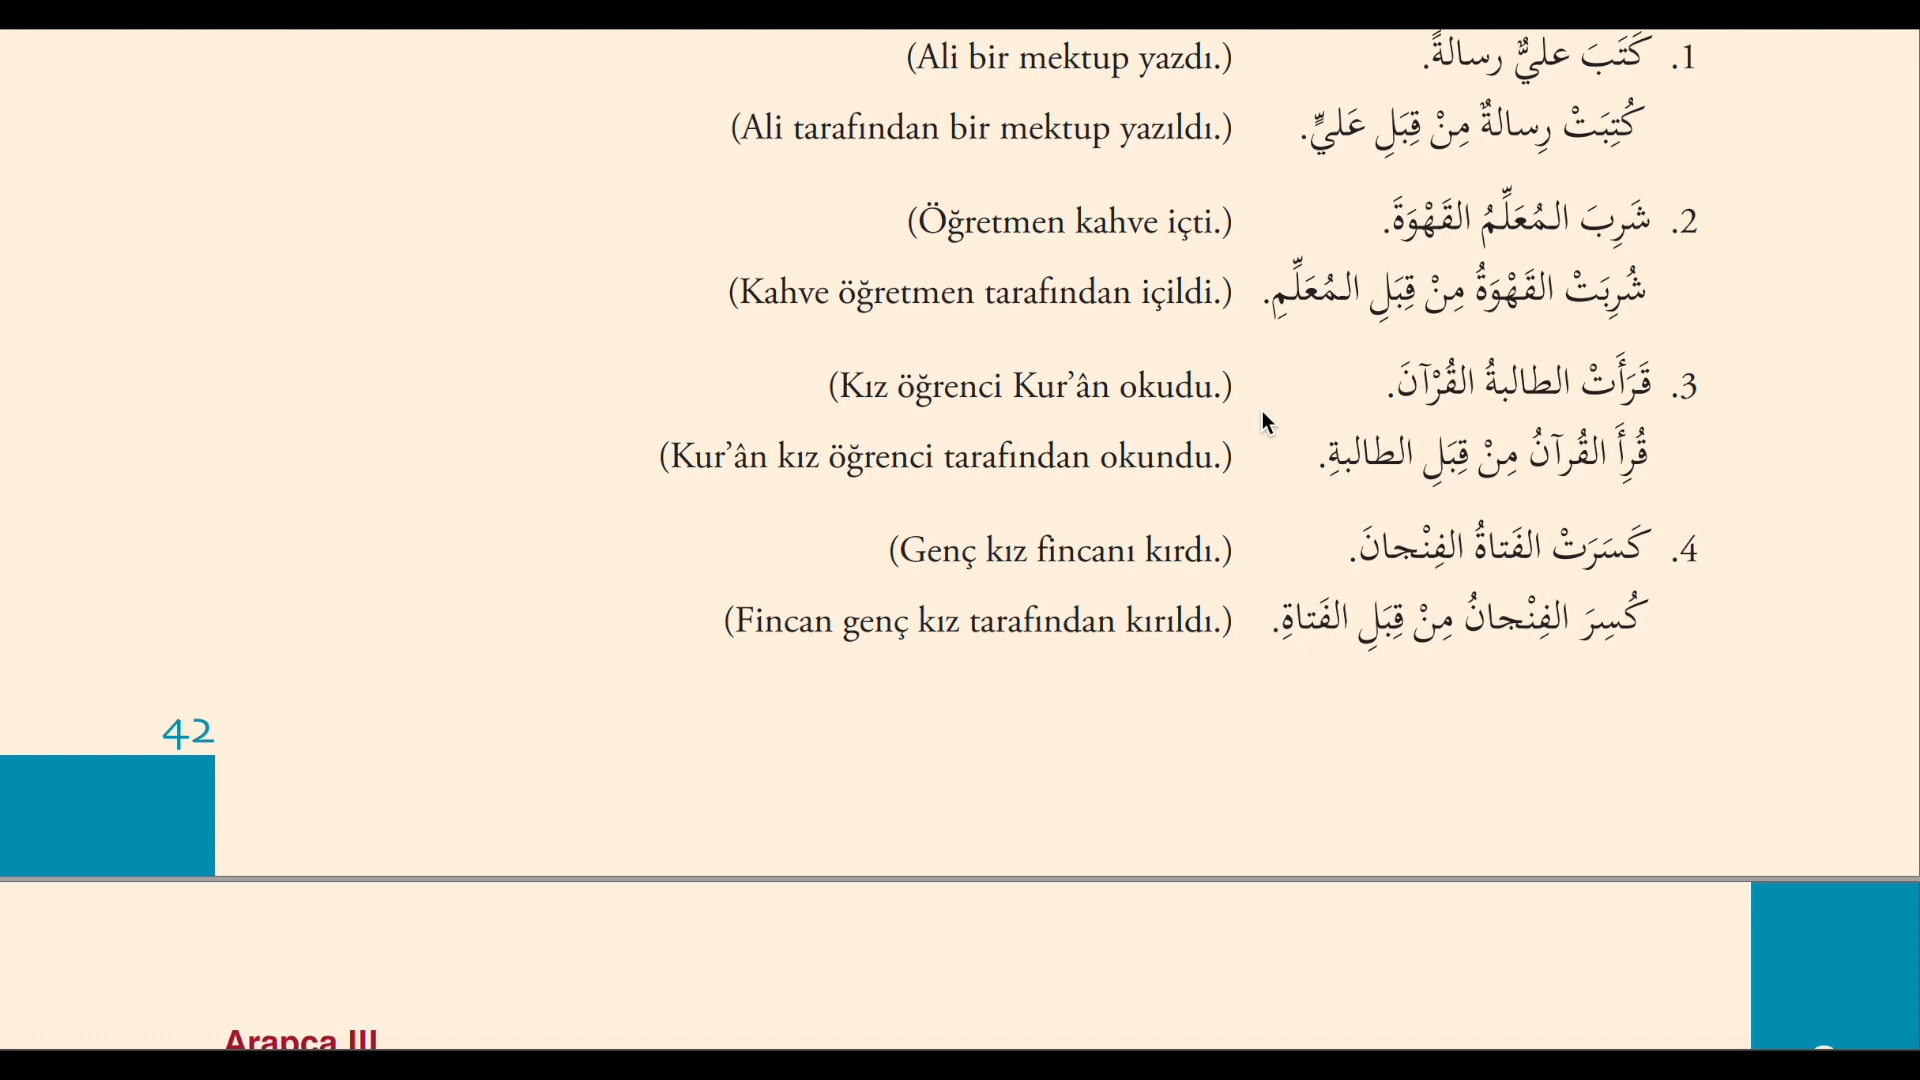 1. كَتَبَ عليٌّ رسالةً. (Ali bir mektup yazdı.)
كُتِبَتْ رِسالةٌ مِنْ قِبَلِ عَليٍّ. (Ali tarafından bir mektup yazıldı.)
2. شَرِبَ المُعَلِّمُ القَهْوَةَ. (Öğretmen kahve içti.)
شُرِبَتْ القَهْوَةُ مِنْ قِبَلِ المُعَلِّمِ. (Kahve öğretmen tarafından içildi.)
3. قَرَأَتْ الطالبةُ القُرْآنَ. (Kız öğrenci Kur’ân okudu.)
قُرِأَ القُرآنُ مِنْ قِبَلِ الطالبةِ. (Kur’ân kız öğrenci tarafından okundu.)
4. كَسَرَتْ الفَتاةُ الفِنْجانَ. (Genç kız fincanı kırdı.)
كُسِرَ الفِنْجانُ مِنْ قِبَلِ الفَتاةِ. (Fincan genç kız tarafından kırıldı.)
42
Arapça III